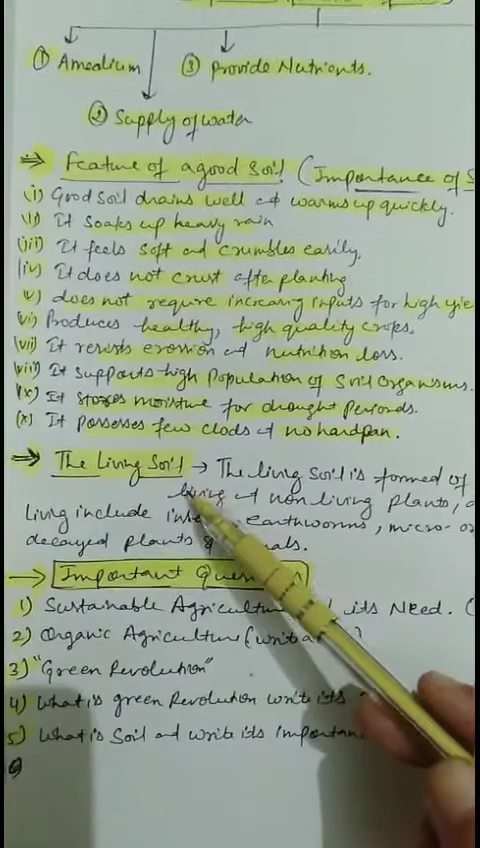 ① A medium
③ Provide Nutrients.
② Supply of water
⇒ Feature of a good Soil (Importance of S
(i) Good soil drains well and warms up quickly.
(ii) It soaks up heavy rain
(iii) It feels soft and crumbles easily,
(iv) It does not crust after planting
(v) does not require increasing inputs for high yie
(vi) Produces healthy, high quality crops.
(vii) It resists erossion and nutrition loss.
(viii) It supports high Population of Soil Organisms.
(ix) It stores moisture for drought Periods.
(x) It Possesses few clods & no hardpan.
⇒ The Living Soil → The living Soil is formed of
living and non living Plants,
living include earthworms, micro-o
decayed plants &
→ Important
1) Sustainable its Need. (
2) Organic Agriculture
3) "Green Revolution"
4) What is green Revolution write its
5) What is Soil and write its importan
6)